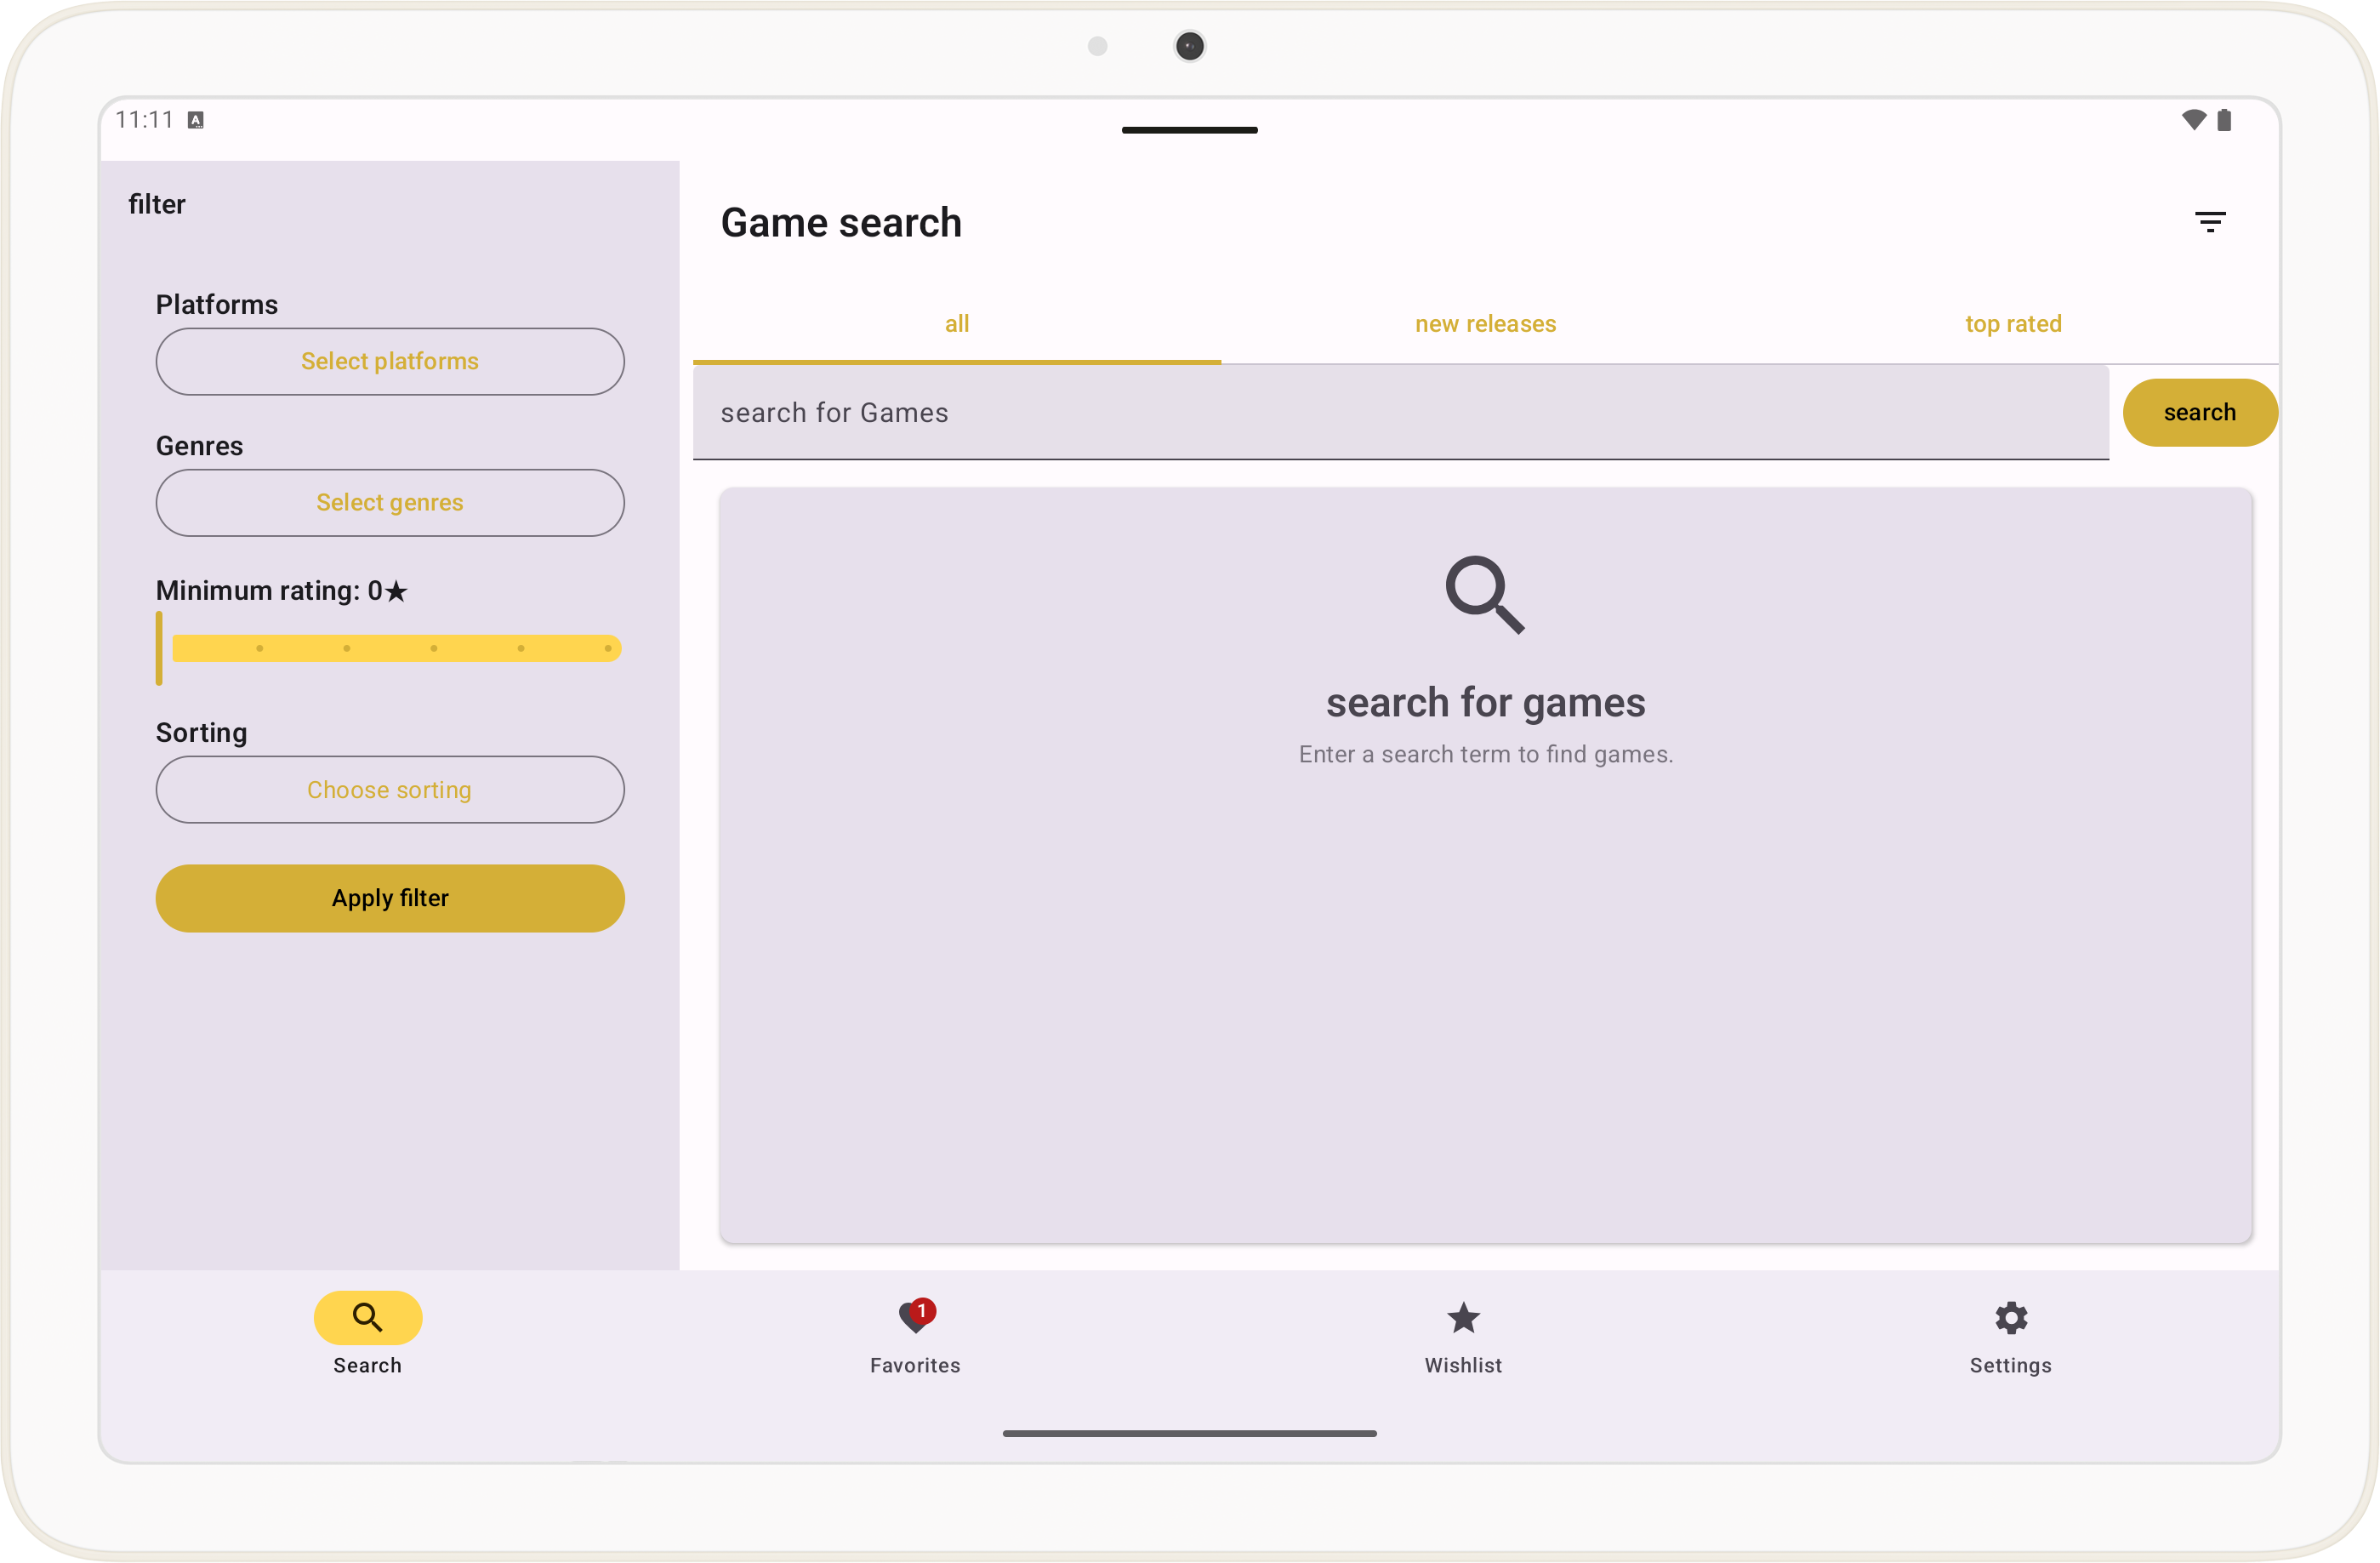 11:11 A
filter
Platforms
Select platforms
Genres
Select genres
Minimum rating: 0★
Sorting
Choose sorting
Apply filter
Game search
all
new releases
top rated
search for Games
search
search for games
Enter a search term to find games.
Search
1
Favorites
Wishlist
Settings